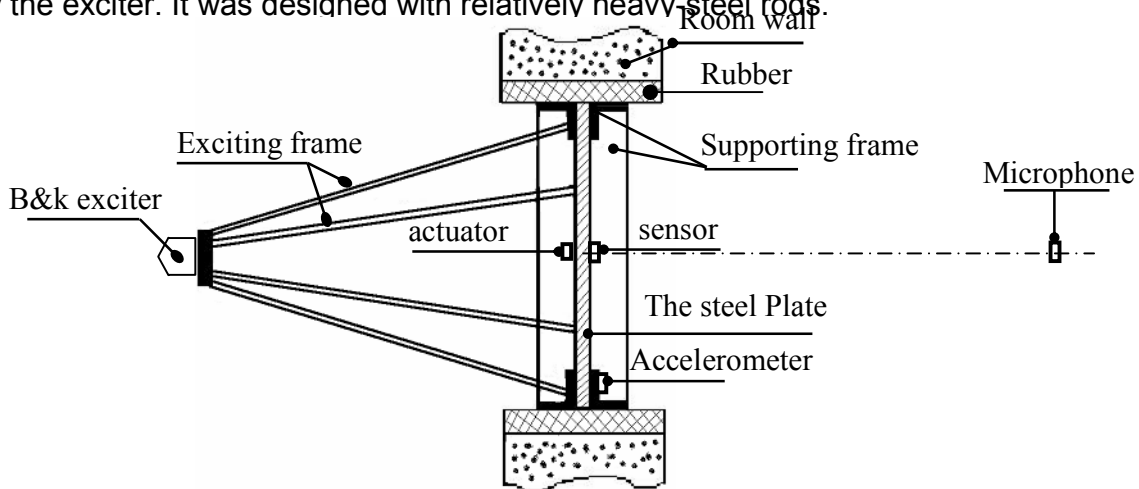 the exciter. It was designed with relatively heavy-steel rods.
Room wall
Rubber
Exciting frame
Supporting frame
Microphone
B&k exciter
actuator
sensor
The steel Plate
Accelerometer